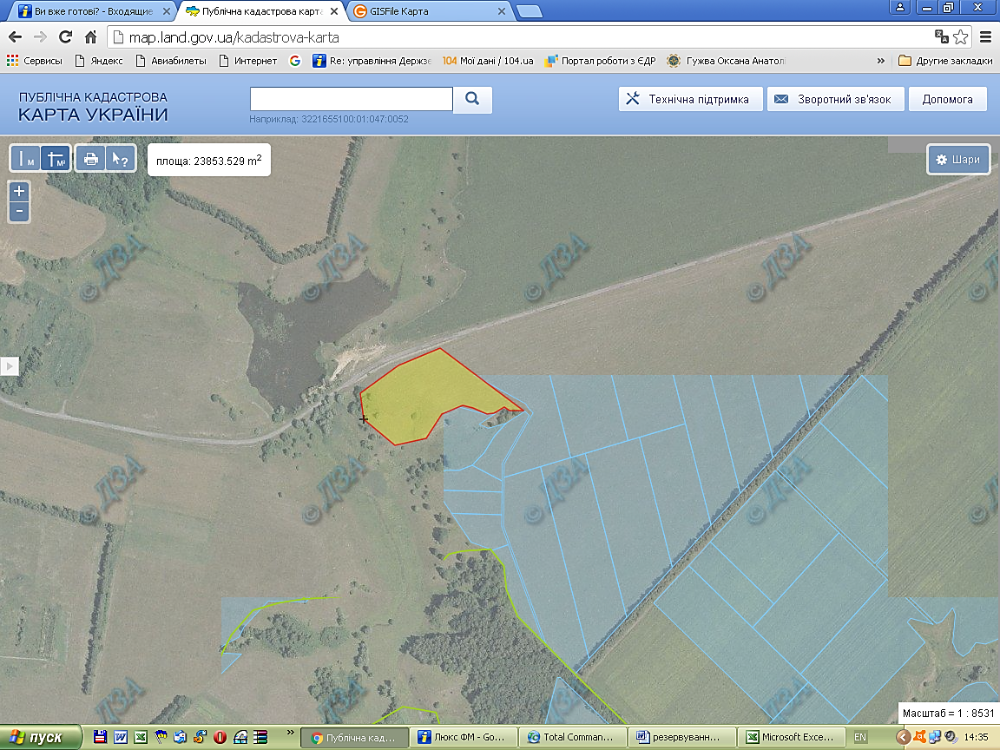 Ви вже готові? - Входящие
Публічна кадастрова карта
GISFile Карта
map.land.gov.ua/kadastrova-karta
Сервисы
Яндекс
Авиабилеты
Интернет
Re: управління Держзе
104 Мої дані / 104.ua
Портал роботи з ЄДР
Гужва Оксана Анатол
»
Другие закладки
ПУБЛІЧНА КАДАСТРОВА
КАРТА УКРАЇНИ
Наприклад: 3221655100:01:047:0052
Технічна підтримка
Зворотний зв'язок
Допомога
м
м²
площа: 23853.529 m²
Шари
+
-
© ДЗА
© ДЗА
© ДЗА
© ДЗА
© ДЗА
© ДЗА
© ДЗА
© ДЗА
ДЗА
ДЗА
ДЗА
ДЗА
Масштаб = 1 : 8531
пуск
»
Публічна кад...
Люкс ФМ - Go...
Total Comman...
резервуванн...
Microsoft Exce...
EN
14:35